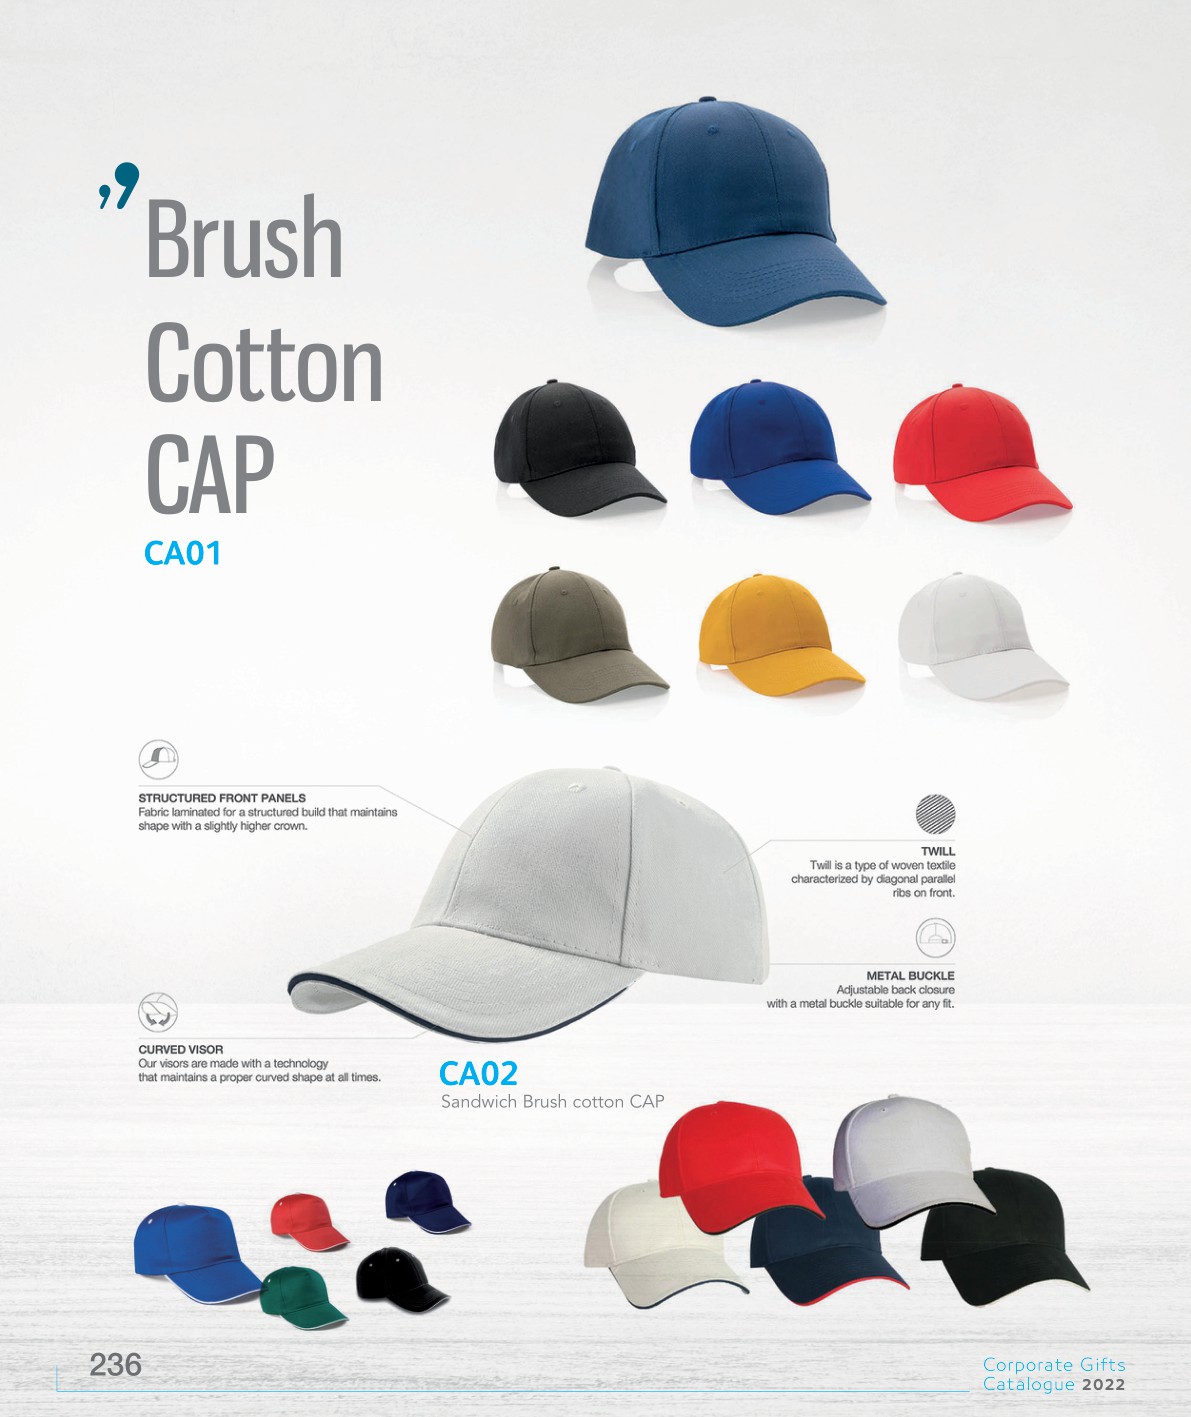 ”Brush
Cotton
CAP
CA01
STRUCTURED FRONT PANELS
Fabric laminated for a structured build that maintains
shape with a slightly higher crown.
TWILL
Twill is a type of woven textile
characterized by diagonal parallel
ribs on front.
METAL BUCKLE
Adjustable back closure
with a metal buckle suitable for any fit.
CURVED VISOR
Our visors are made with a technology
that maintains a proper curved shape at all times.
CA02
Sandwich Brush cotton CAP
236
Corporate Gifts
Catalogue 2022